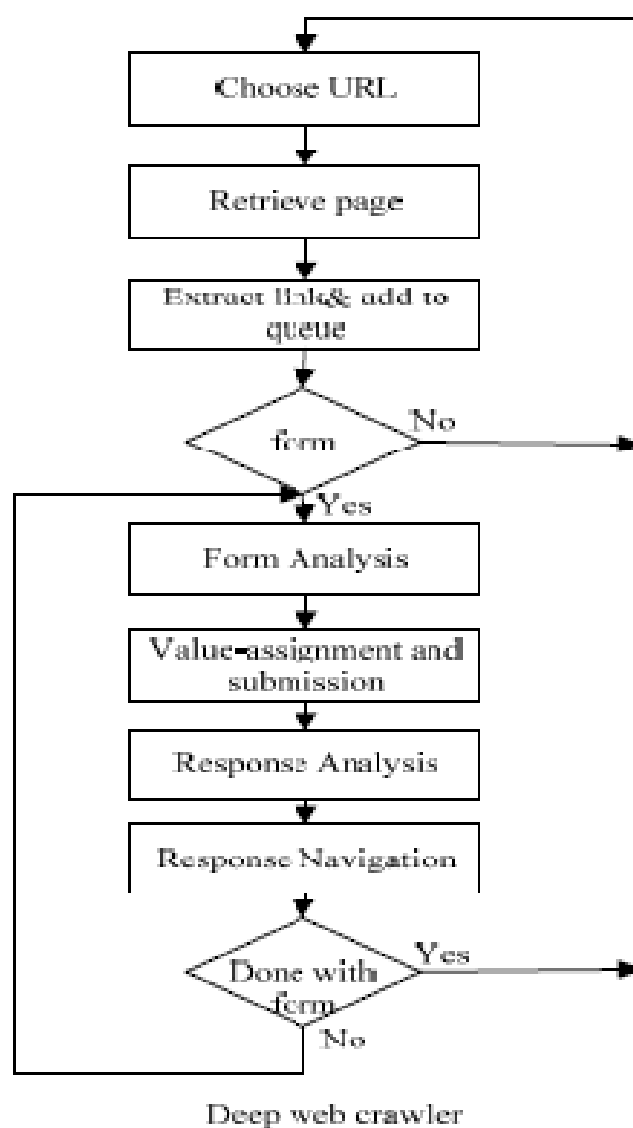 Choose URL
Retrieve page
Extract link& add to
queue
form
No
Yes
Form Analysis
Value-assignment and
submission
Response Analysis
Response Navigation
Done with
form
Yes
No
Deep web crawler